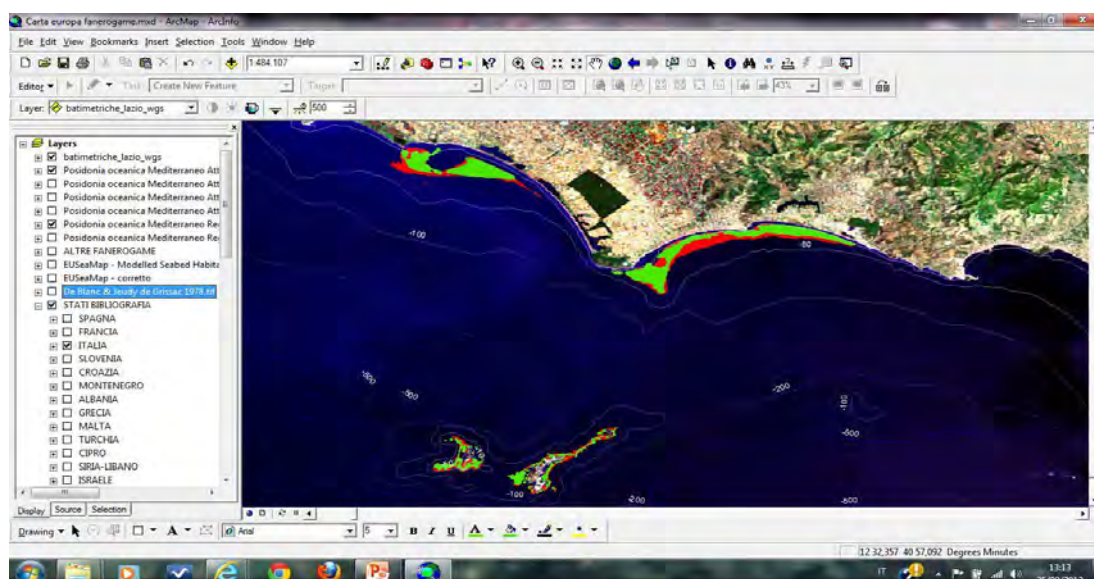 Carta europa fanerogame.mxd - ArcMap - ArcInfo
File Edit View Bookmarks Insert Selection Tools Window Help
1:484.107
Editor Create New Feature 43%
Layer: batimetriche_lazio_wgs 500
Layers
batimetriche_lazio_wgs
Posidonia oceanica Mediterraneo Att
Posidonia oceanica Mediterraneo Att
Posidonia oceanica Mediterraneo Att
Posidonia oceanica Mediterraneo Att
Posidonia oceanica Mediterraneo Re
Posidonia oceanica Mediterraneo Re
ALTRE FANEROGAME
EUSeaMap - Modelled Seabed Habita
EUSeaMap - corretto
De Blanc & Jeudy de Grissac 1978.tif
STATI BIBLIOGRAFIA
SPAGNA
FRANCIA
ITALIA
SLOVENIA
CROAZIA
MONTENEGRO
ALBANIA
GRECIA
MALTA
TURCHIA
CIPRO
SIRIA-LIBANO
ISRAELE
-100
-50
-500
-500
-200
-100
-500
-100
-200
-500
Display Source Selection
Drawing A Arial 5 B I U A
12 32,357 40 57,092 Degrees Minutes
IT 13:13